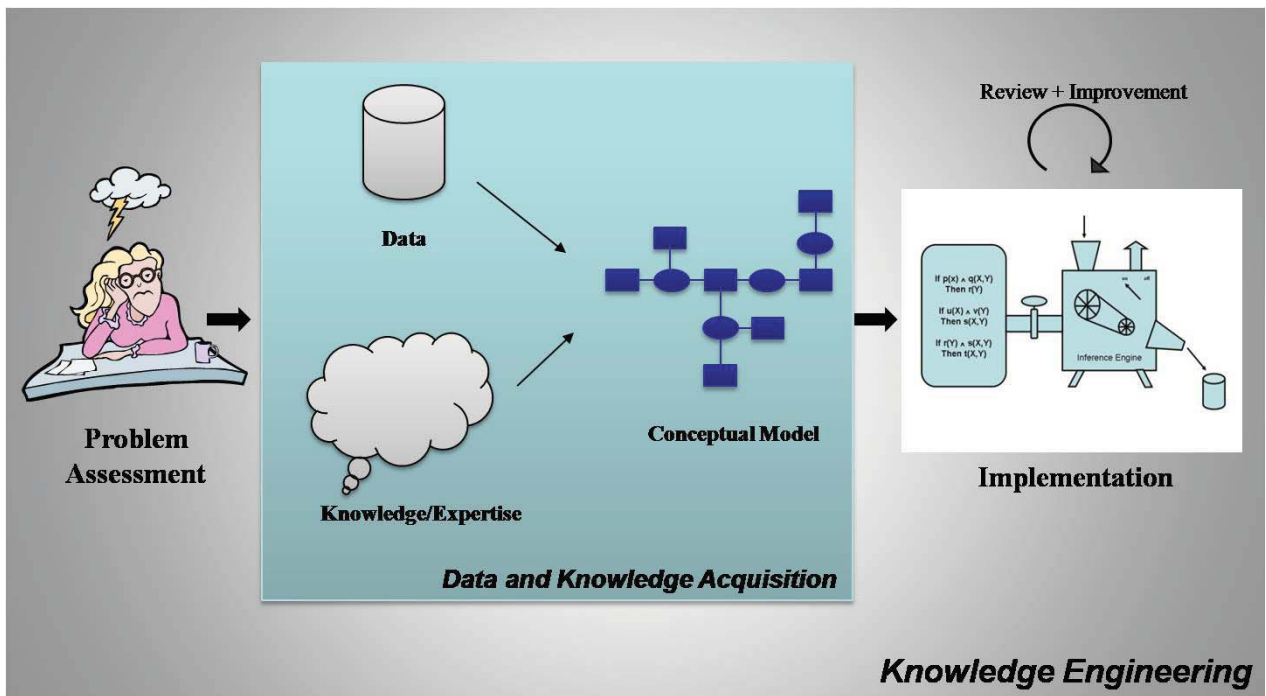 Review + Improvement
Data
If p(x) ∧ q(X,Y)
Then r(Y)
If u(X) ∧ v(Y)
Then s(X,Y)
If r(Y) ∧ s(X,Y)
Then t(X,Y)
Inference Engine
Problem
Assessment
Conceptual Model
Implementation
Knowledge/Expertise
Data and Knowledge Acquisition
Knowledge Engineering